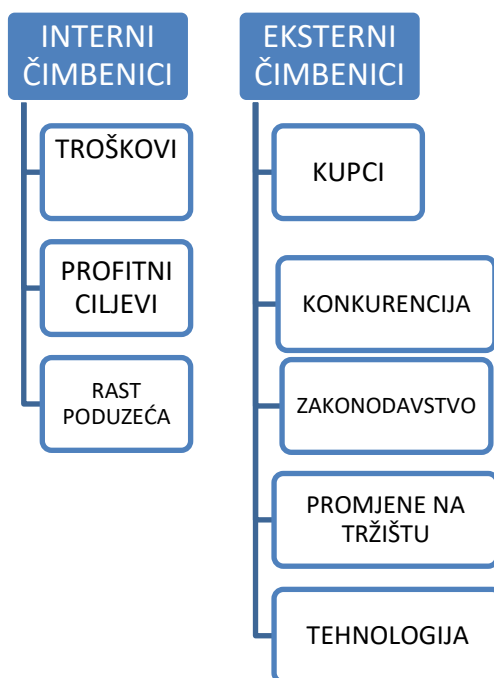 INTERNI
ČIMBENICI
TROŠKOVI
PROFITNI
CILJEVI
RAST
PODUZEĆA
EKSTERNI
ČIMBENICI
KUPCI
KONKURENCIJA
ZAKONODAVSTVO
PROMJENE NA
TRŽIŠTU
TEHNOLOGIJA